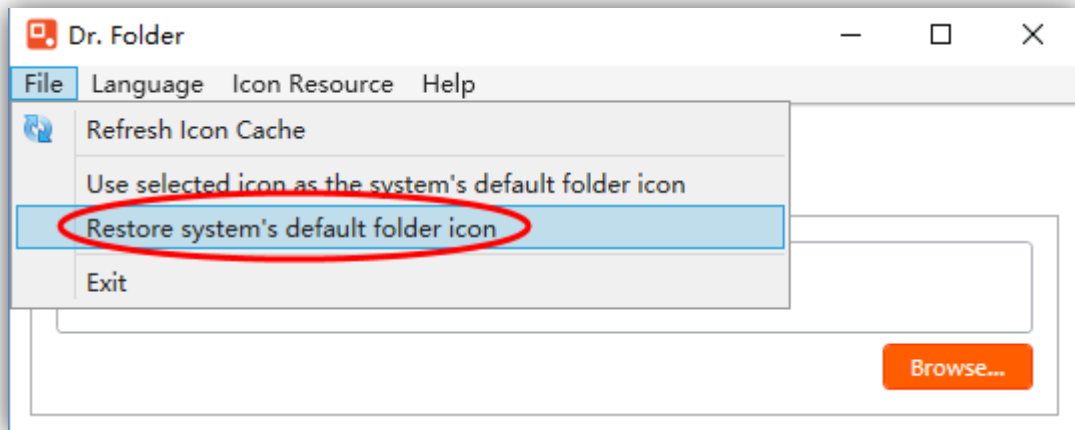 Dr. Folder
File Language Icon Resource Help
Refresh Icon Cache
Use selected icon as the system's default folder icon
Restore system's default folder icon
Exit
Browse...